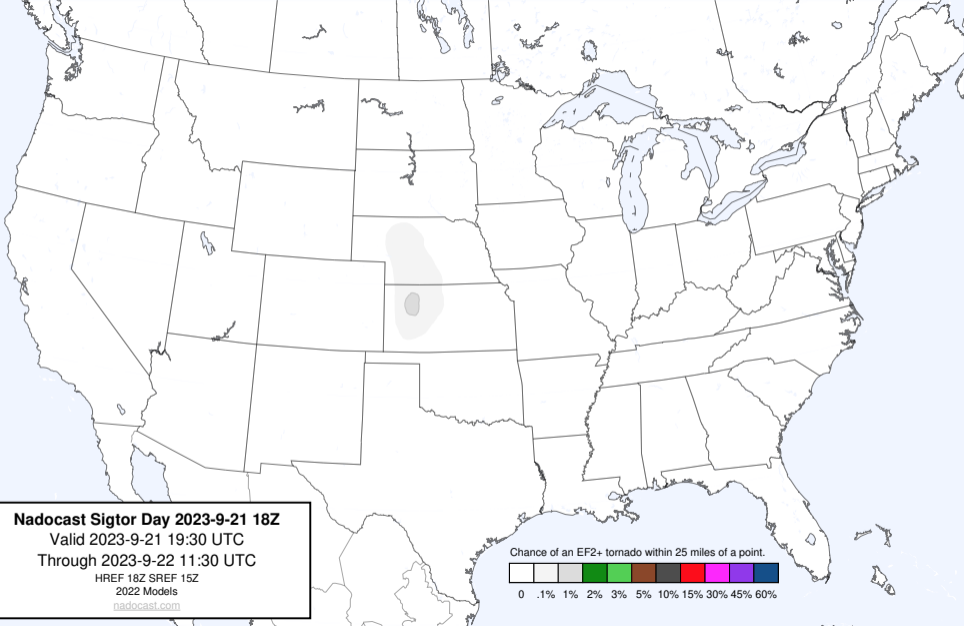 Nadocast Sigtor Day 2023-9-21 18Z
Valid 2023-9-21 19:30 UTC
Through 2023-9-22 11:30 UTC
HREF 18Z SREF 15Z
2022 Models
nadocast.com
Chance of an EF2+ tornado within 25 miles of a point.
0 .1% 1% 2% 3% 5% 10% 15% 30% 45% 60%